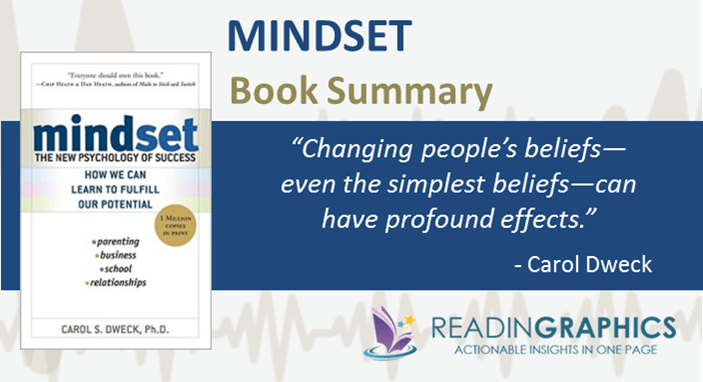 MINDSET
Book Summary
"Everyone should own this book."
—CHIP HEATH & DAN HEATH, authors of Made to Stick and Switch
mindset
THE NEW PSYCHOLOGY OF SUCCESS
HOW WE CAN
LEARN TO FULFILL
OUR POTENTIAL
1 MILLION
COPIES
IN PRINT
*parenting
*business
*school
*relationships
CAROL S. DWECK, Ph.D.
“Changing people’s beliefs—
even the simplest beliefs—can
have profound effects.”
- Carol Dweck
READINGRAPHICS
ACTIONABLE INSIGHTS IN ONE PAGE